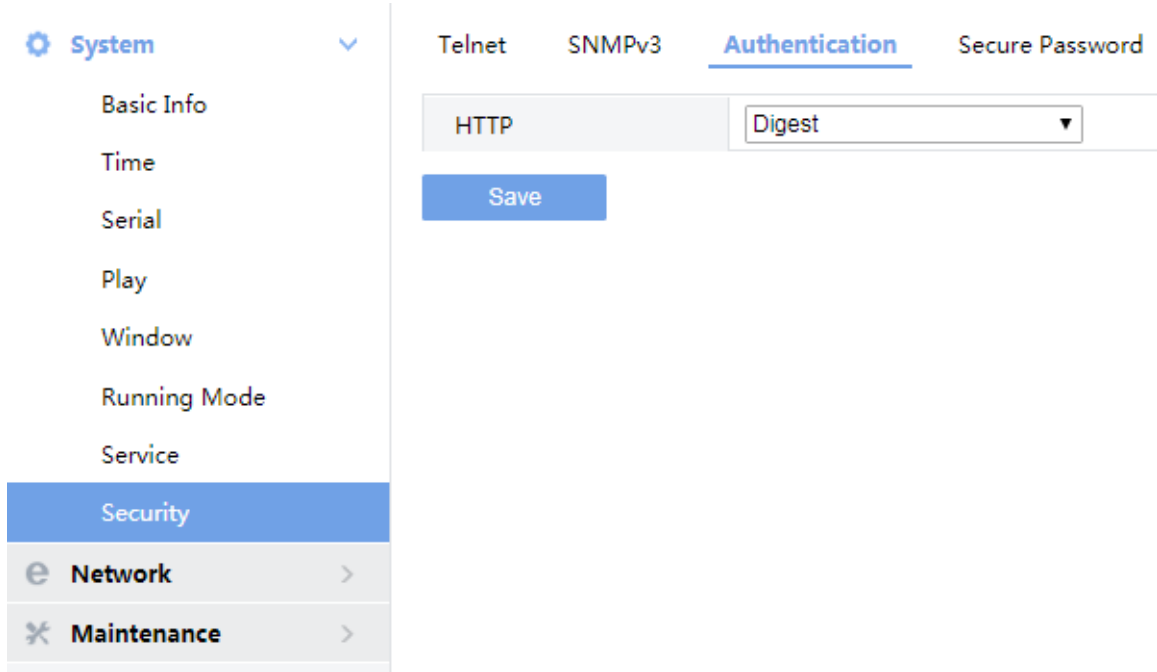 System
Basic Info
Time
Serial
Play
Window
Running Mode
Service
Security
Network
Maintenance
Telnet SNMPv3 Authentication Secure Password
HTTP Digest
Save